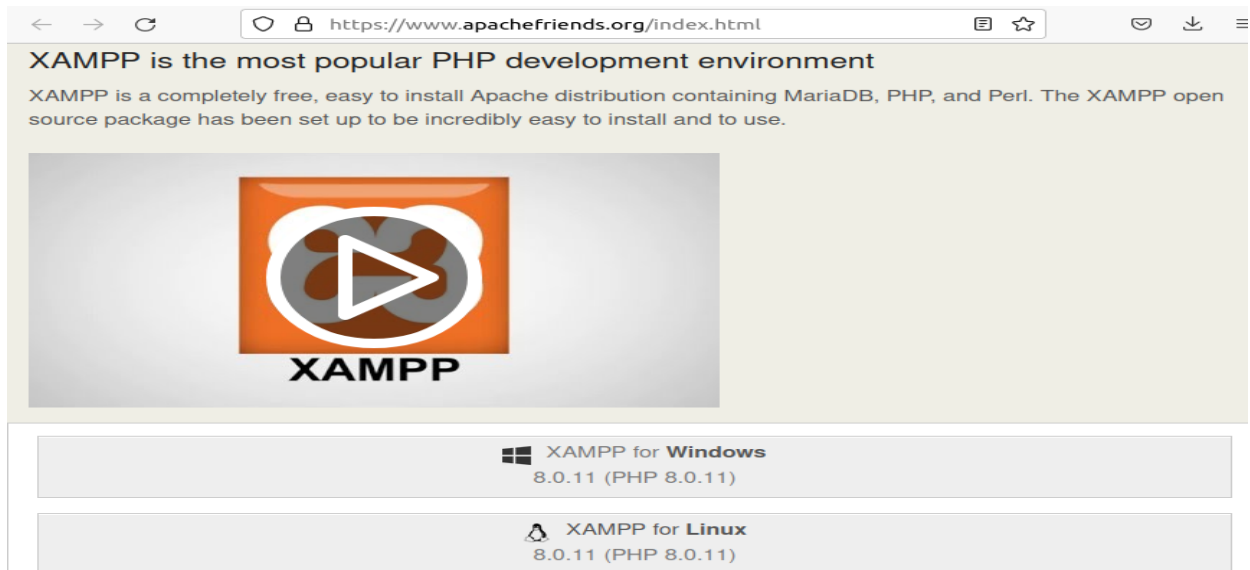 https://www.apachefriends.org/index.html
XAMPP is the most popular PHP development environment
XAMPP is a completely free, easy to install Apache distribution containing MariaDB, PHP, and Perl. The XAMPP open
source package has been set up to be incredibly easy to install and to use.
XAMPP
XAMPP for Windows
8.0.11 (PHP 8.0.11)
XAMPP for Linux
8.0.11 (PHP 8.0.11)